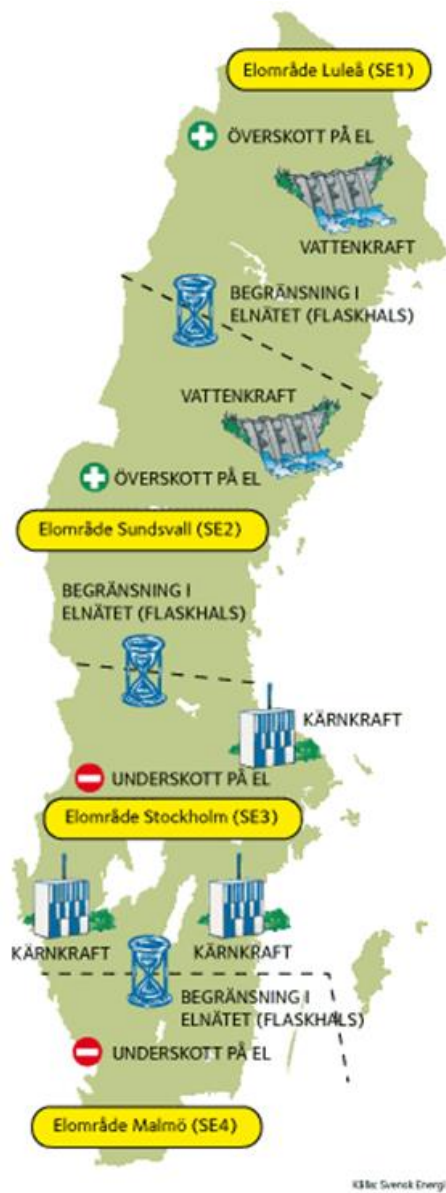 Elområde Luleå (SE1)
ÖVERSKOTT PÅ EL
VATTENKRAFT
BEGRÄNSNING I
ELNÄTET (FLASKHALS)
VATTENKRAFT
ÖVERSKOTT PÅ EL
Elområde Sundsvall (SE2)
BEGRÄNSNING I
ELNÄTET (FLASKHALS)
KÄRNKRAFT
UNDERSKOTT PÅ EL
Elområde Stockholm (SE3)
KÄRNKRAFT
KÄRNKRAFT
BEGRÄNSNING I
ELNÄTET (FLASKHALS)
UNDERSKOTT PÅ EL
Elområde Malmö (SE4)
Källa: Svensk Energi